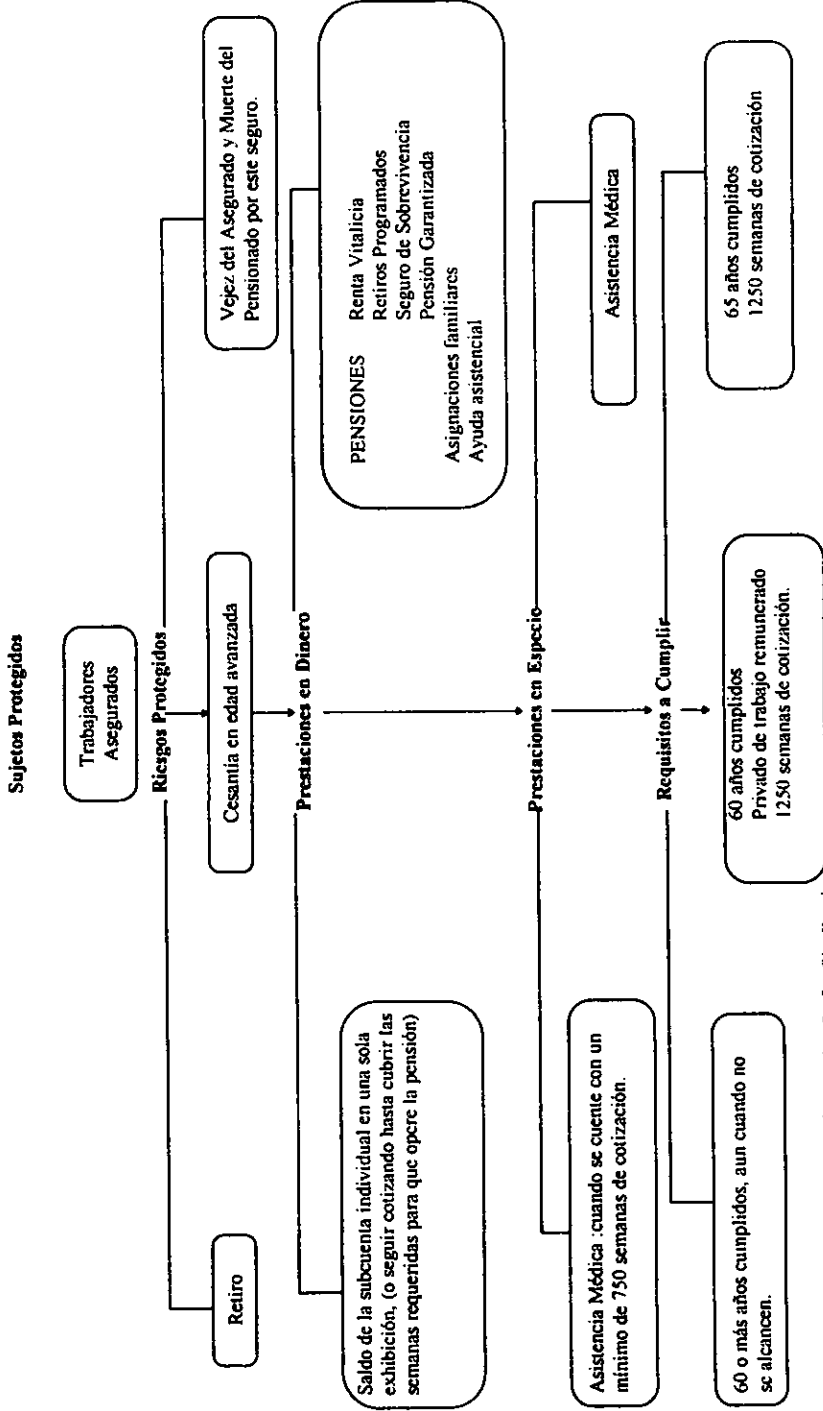 Sujetos Protegidos
Trabajadores
Asegurados
Riesgos Protegidos
Retiro
Cesantia en edad avanzada
Vejez del Asegurado y Muerte del
Pensionado por este seguro.
Prestaciones en Dinero
Saldo de la subcuenta individual en una sola
exhibición, (o seguir cotizando hasta cubrir las
semanas requeridas para que opere la pensión)
PENSIONES Renta Vitalicia
Retiros Programados
Seguro de Sobrevivencia
Pensión Garantizada
Asignaciones familiares
Ayuda asistencial
Prestaciones en Especie
Asistencia Médica :cuando se cuente con un
mínimo de 750 semanas de cotización.
Asistencia Médica
Requisitos a Cumplir
60 o más años cumplidos, aun cuando no
se alcancen.
60 años cumplidos
Privado de trabajo remunerado
1250 semanas de cotización.
65 años cumplidos
1250 semanas de cotización